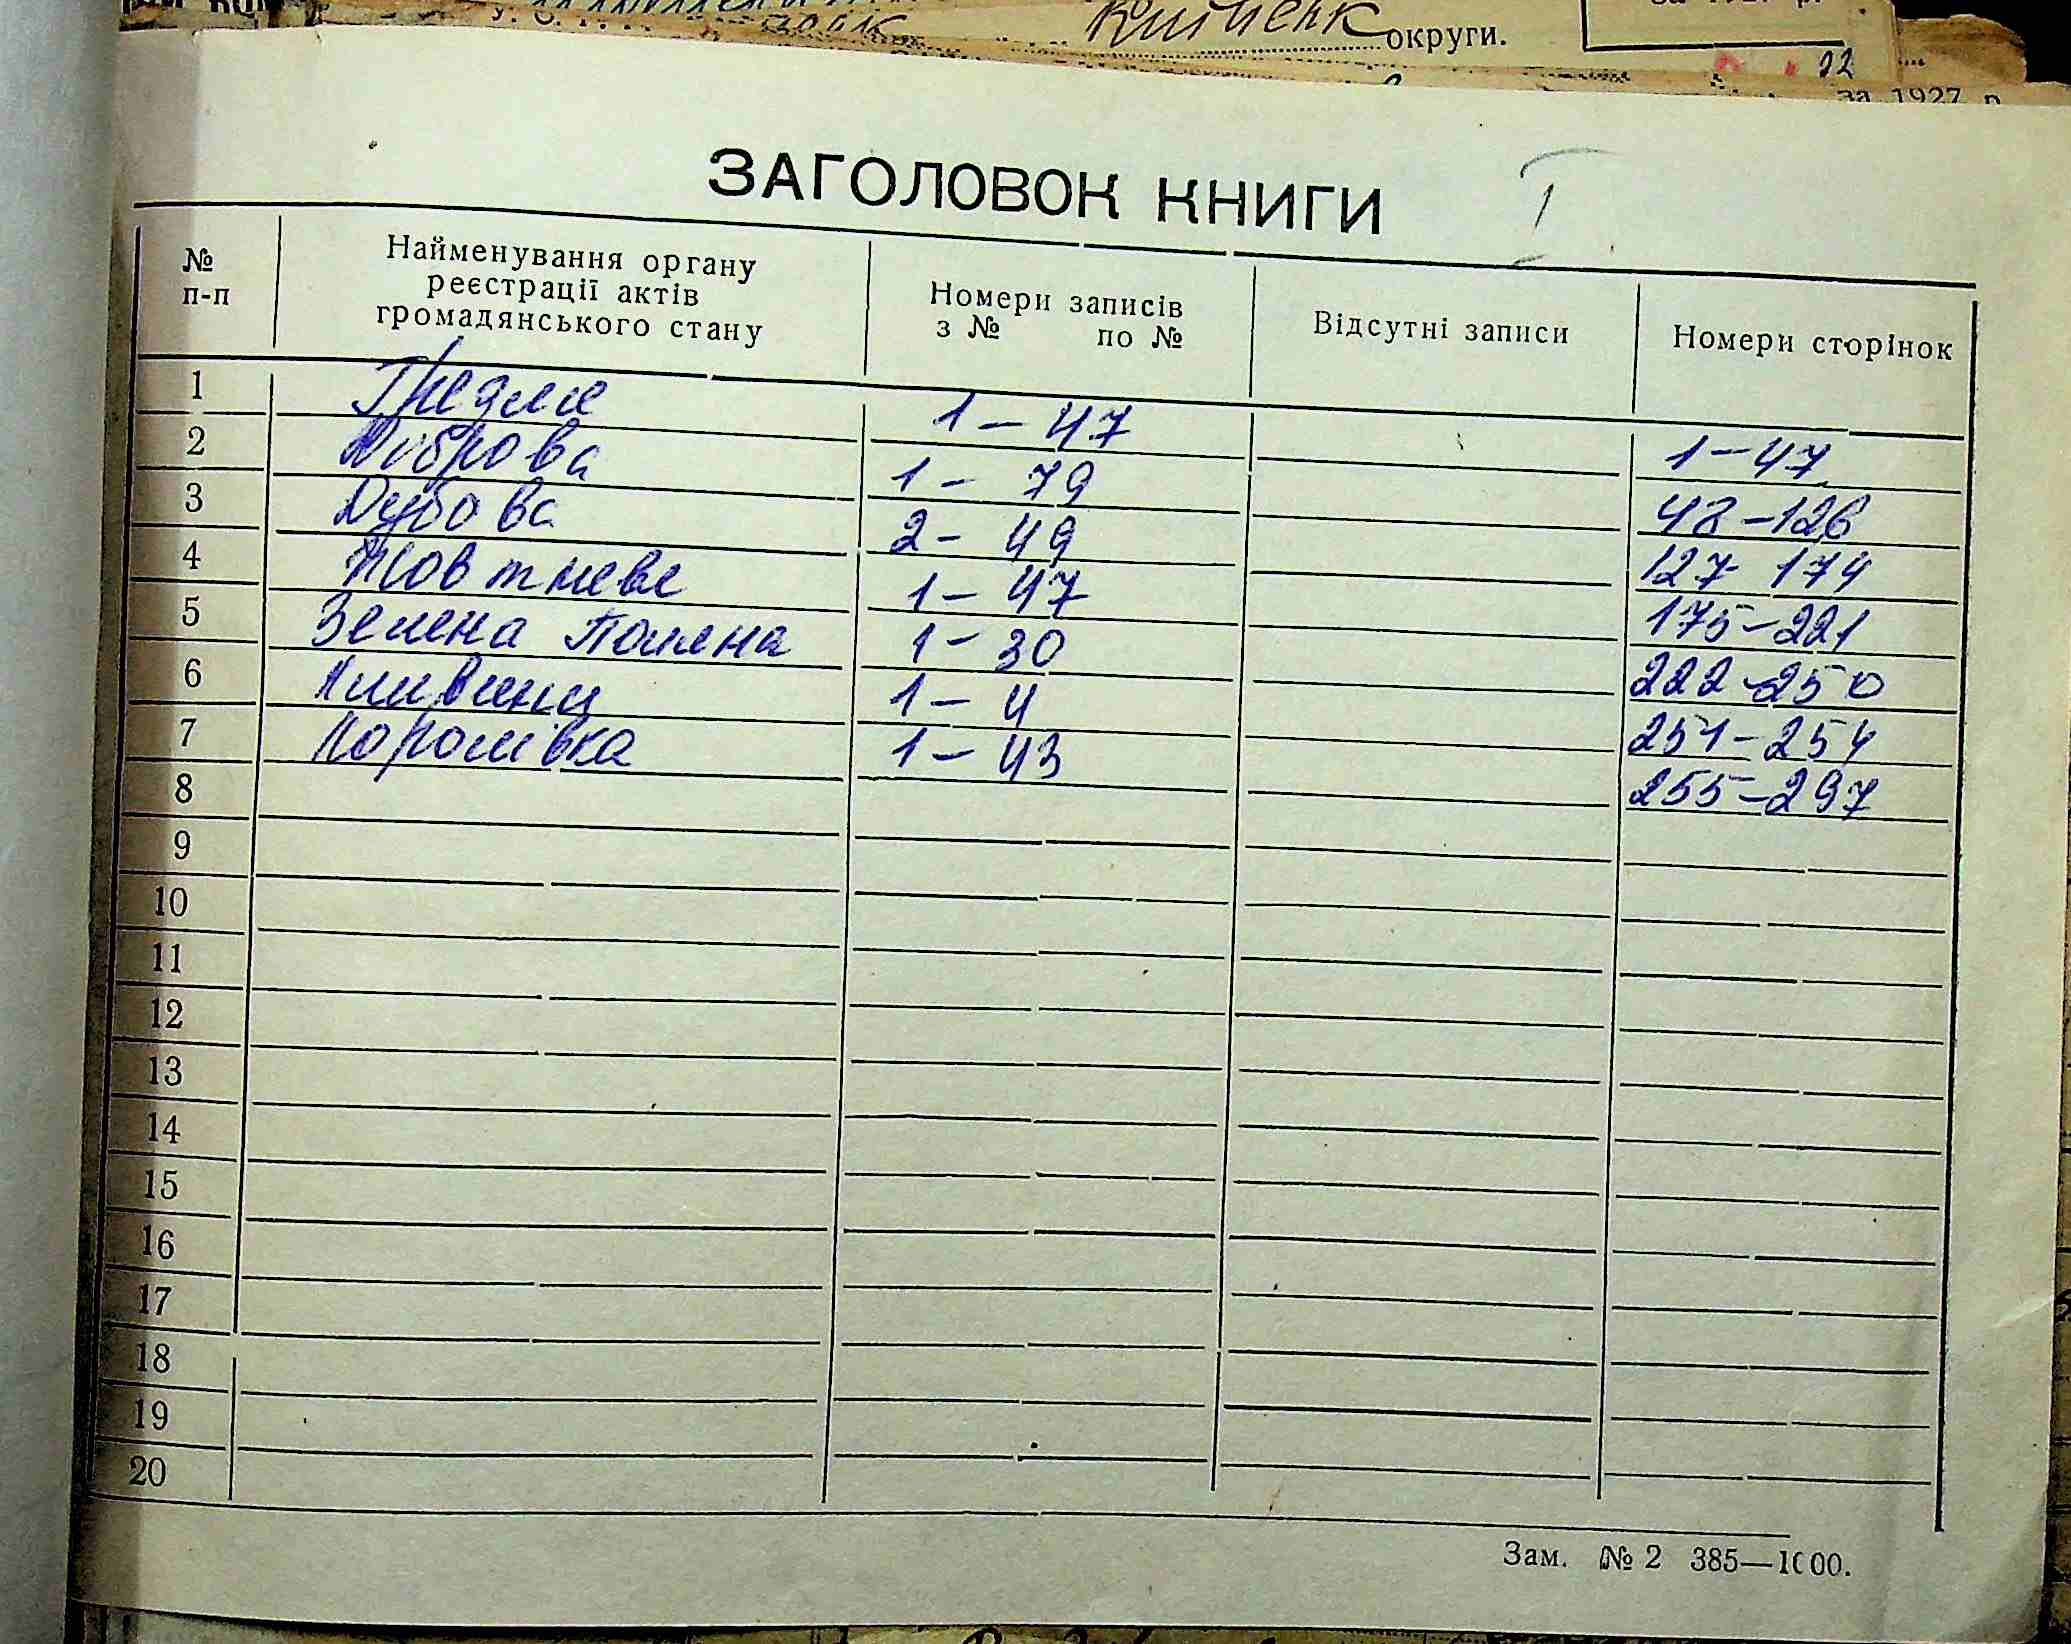 округи.
22
за 1927 р
ЗАГОЛОВОК КНИГИ I
№ п-п
Найменування органу реєстрації актів громадянського стану
Номери записів з № по №
Відсутні записи
Номери сторінок
1 1 – 47 1 – 47
2 Діброва 1 – 79 48 – 126
3 Дубова 2 – 49 127 174
4 Жовтневе 1 – 47 175 – 221
5 Зелена Поляна 1 – 30 222 – 250
6 1 – 4 251 – 254
7 1 – 43 255 – 297
8
9
10
11
12
13
14
15
16
17
18
19
20
Зам. № 2 385—1000.